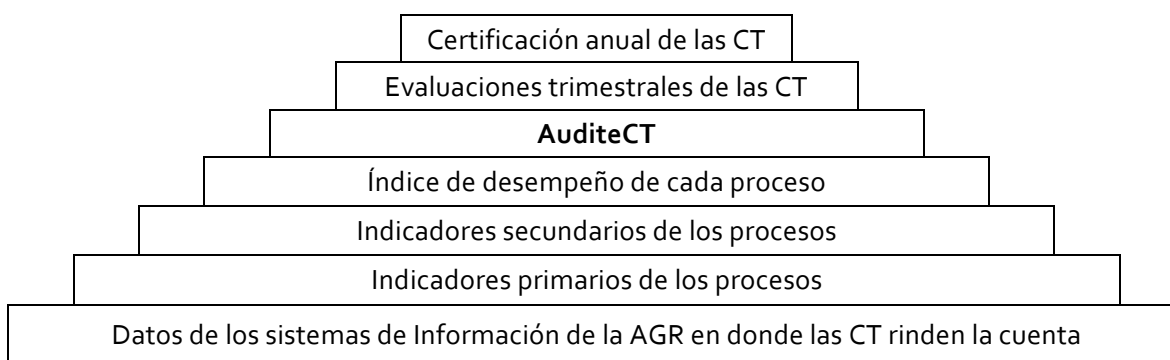 Certificación anual de las CT
Evaluaciones trimestrales de las CT
AuditeCT
Índice de desempeño de cada proceso
Indicadores secundarios de los procesos
Indicadores primarios de los procesos
Datos de los sistemas de Información de la AGR en donde las CT rinden la cuenta